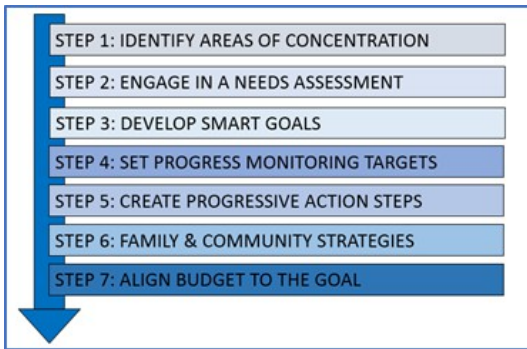 STEP 1: IDENTIFY AREAS OF CONCENTRATION
STEP 2: ENGAGE IN A NEEDS ASSESSMENT
STEP 3: DEVELOP SMART GOALS
STEP 4: SET PROGRESS MONITORING TARGETS
STEP 5: CREATE PROGRESSIVE ACTION STEPS
STEP 6: FAMILY & COMMUNITY STRATEGIES
STEP 7: ALIGN BUDGET TO THE GOAL